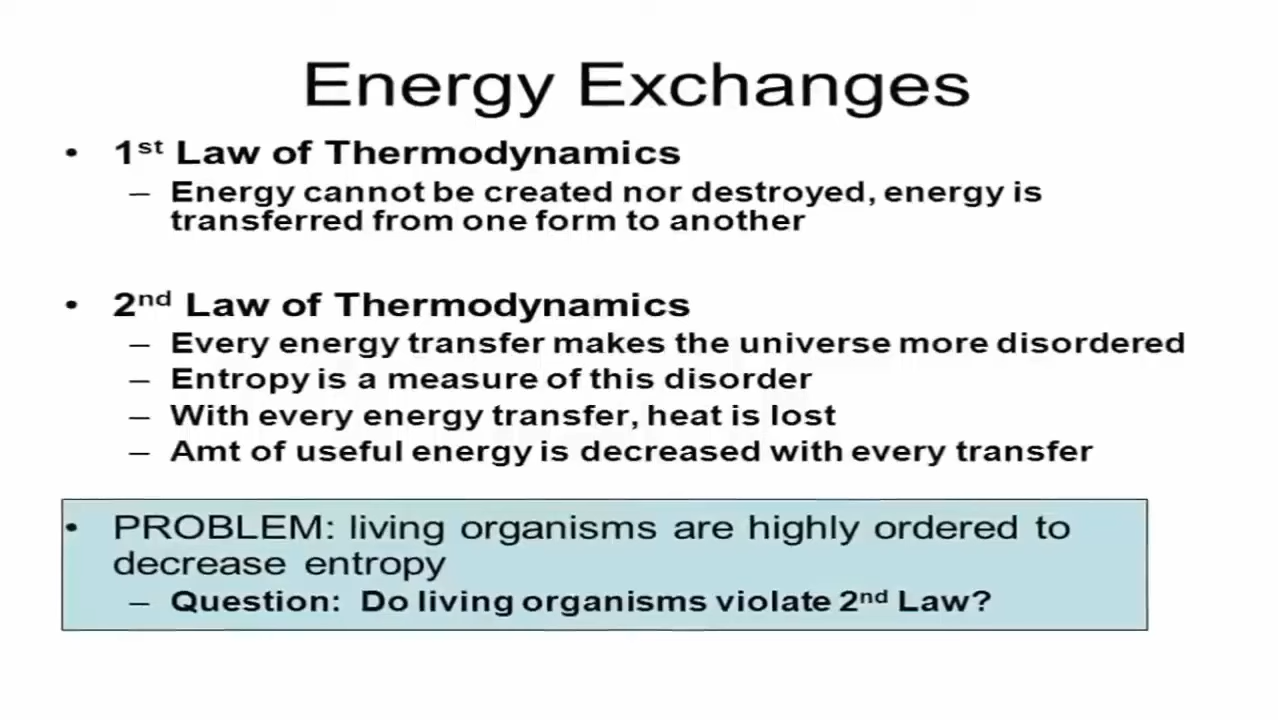 Energy Exchanges
• 1st Law of Thermodynamics
– Energy cannot be created nor destroyed, energy is
transferred from one form to another
• 2nd Law of Thermodynamics
– Every energy transfer makes the universe more disordered
– Entropy is a measure of this disorder
– With every energy transfer, heat is lost
– Amt of useful energy is decreased with every transfer
• PROBLEM: living organisms are highly ordered to
decrease entropy
– Question: Do living organisms violate 2nd Law?